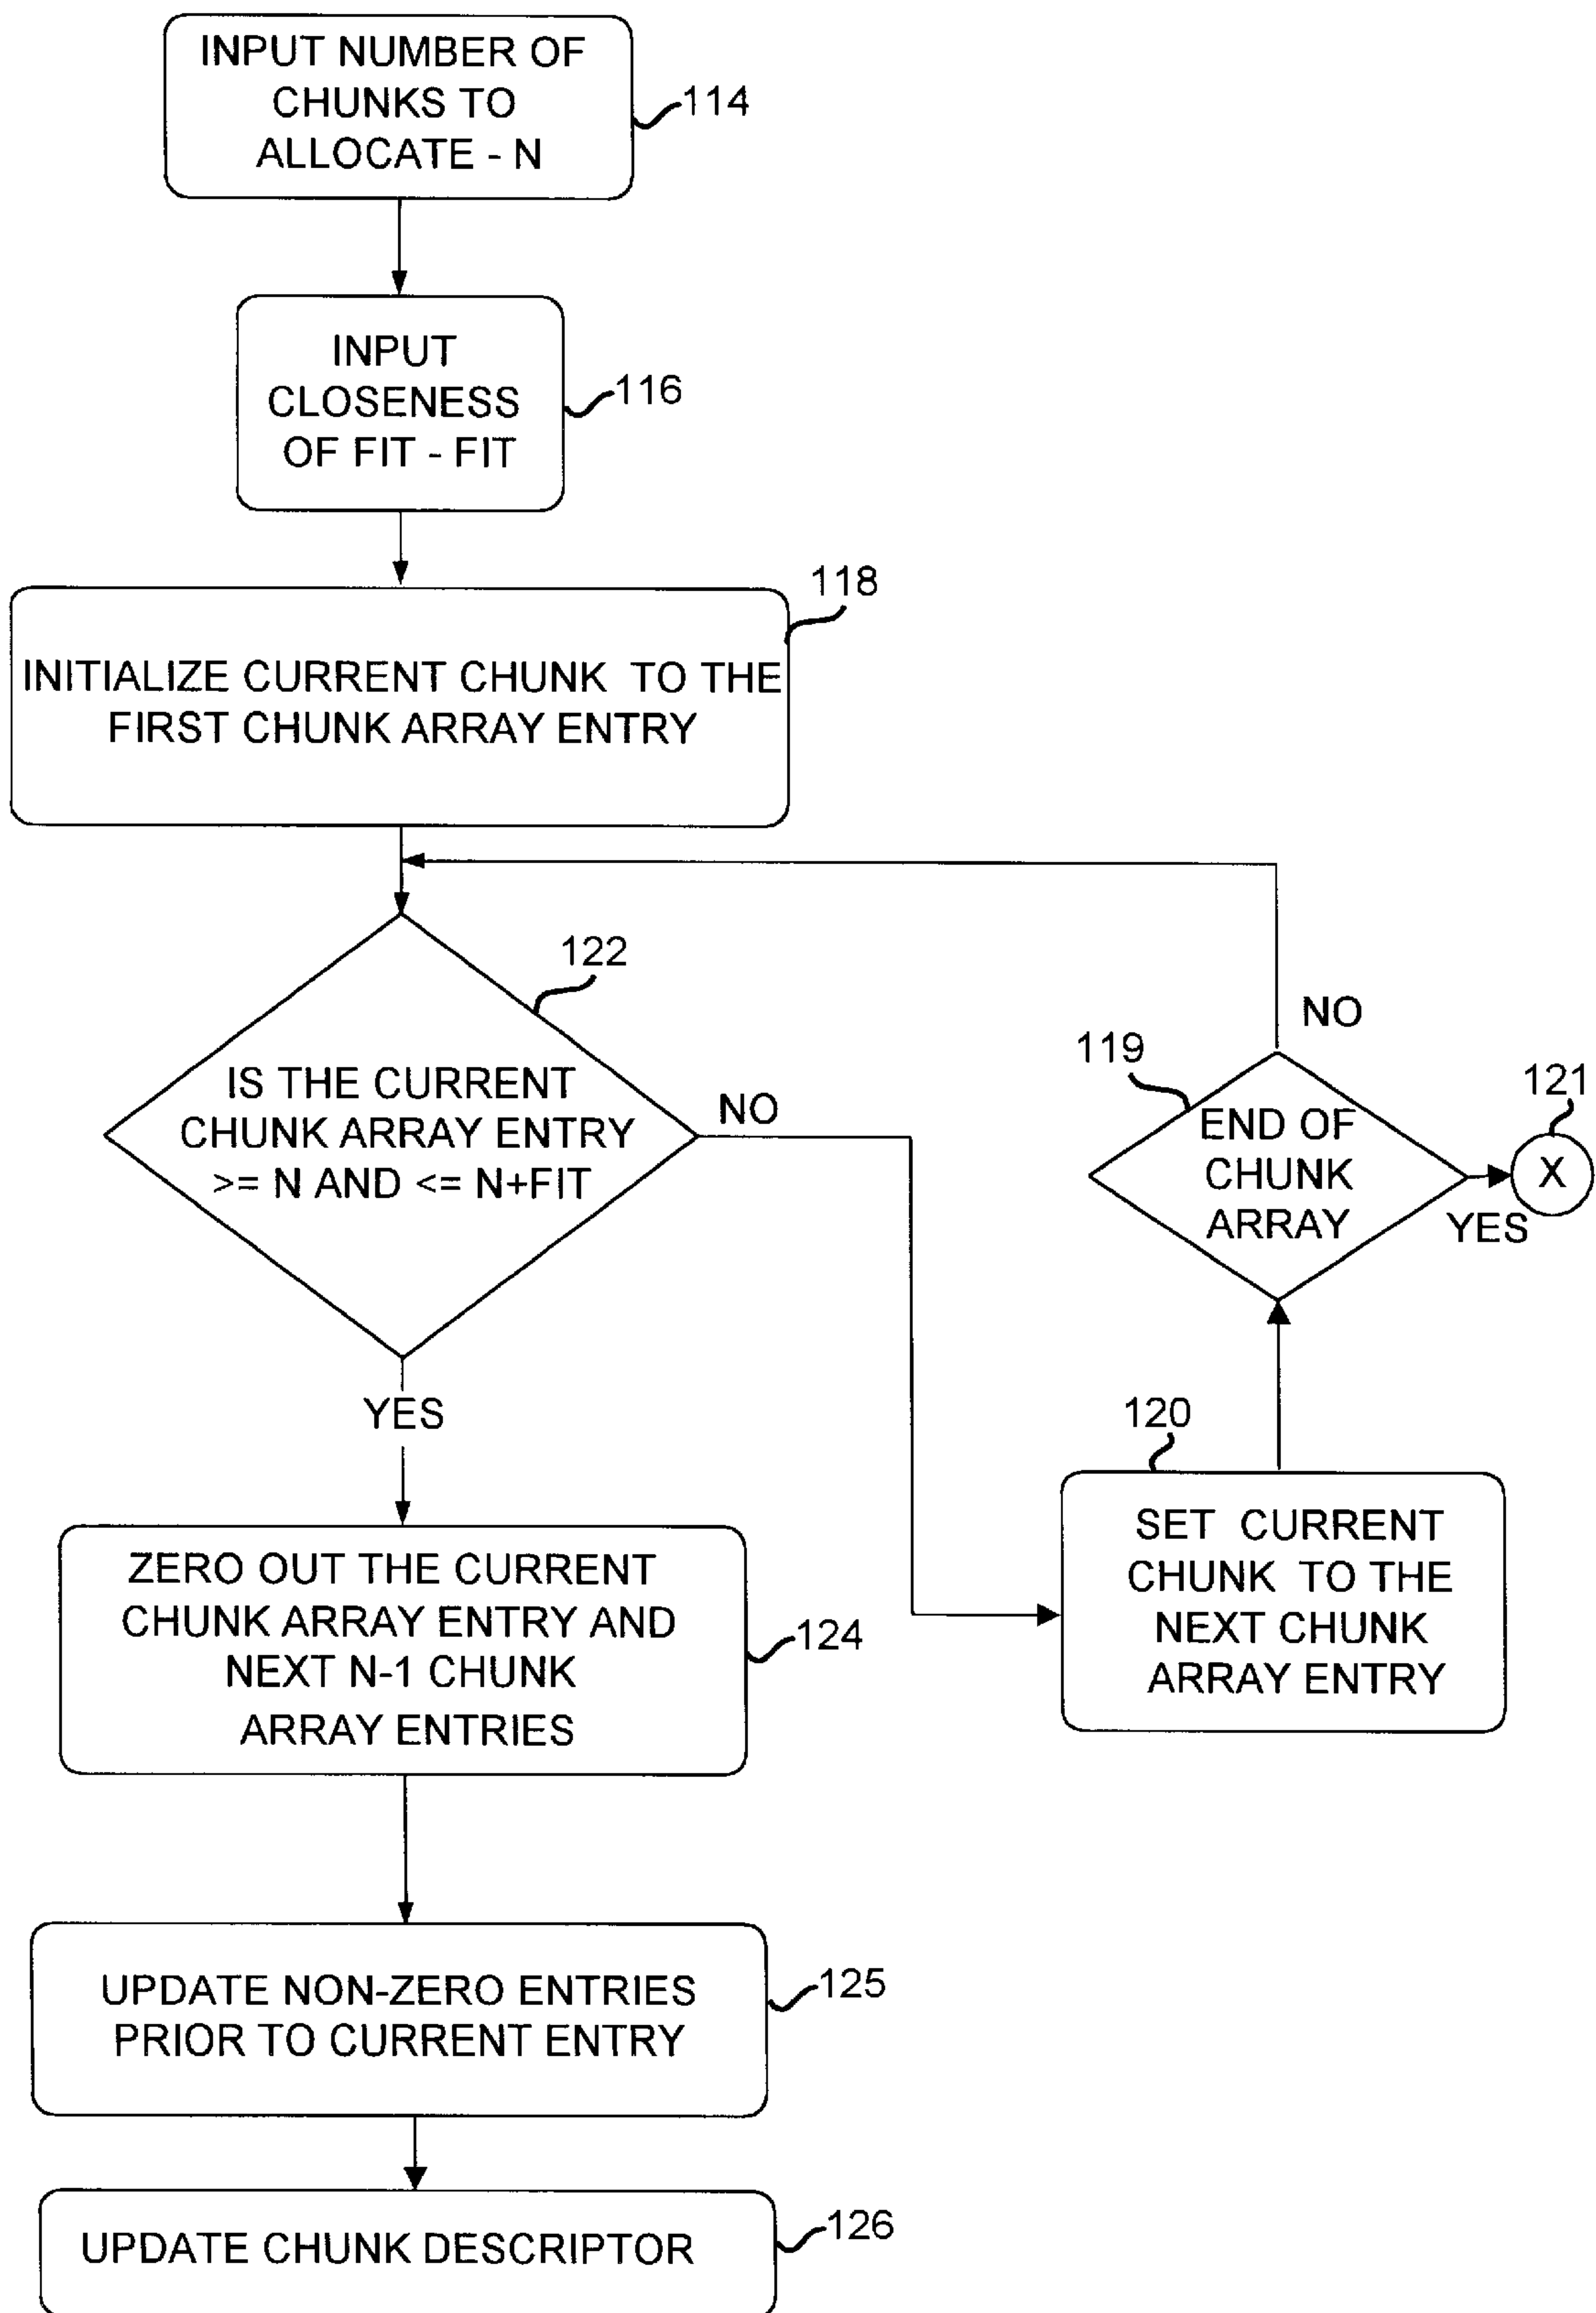 INPUT NUMBER OF
CHUNKS TO
ALLOCATE - N
114
INPUT
CLOSENESS
OF FIT - FIT
116
118
INITIALIZE CURRENT CHUNK TO THE
FIRST CHUNK ARRAY ENTRY
122
IS THE CURRENT
CHUNK ARRAY ENTRY
>= N AND <= N+FIT
NO
YES
NO
119
END OF
CHUNK
ARRAY
YES
121
X
120
SET CURRENT
CHUNK TO THE
NEXT CHUNK
ARRAY ENTRY
ZERO OUT THE CURRENT
CHUNK ARRAY ENTRY AND
NEXT N-1 CHUNK
ARRAY ENTRIES
124
UPDATE NON-ZERO ENTRIES
PRIOR TO CURRENT ENTRY
125
UPDATE CHUNK DESCRIPTOR
126